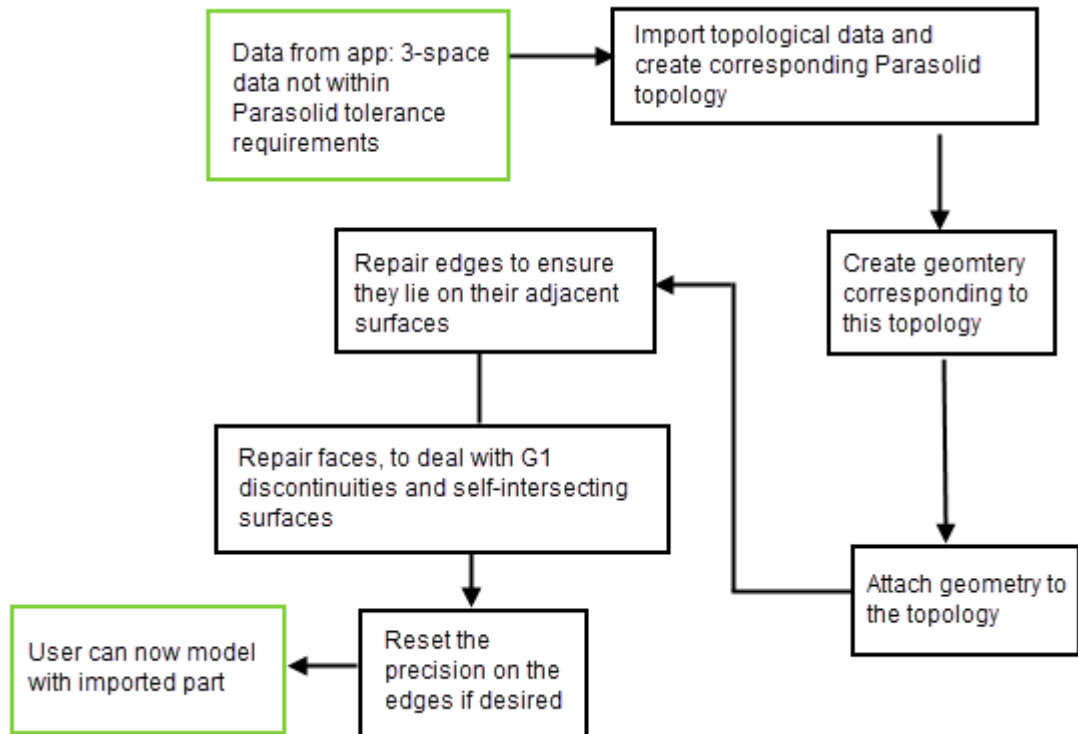 Data from app: 3-space
data not within
Parasolid tolerance
requirements
Import topological data and
create corresponding Parasolid
topology
Create geomtery
corresponding to
this topology
Attach geometry to
the topology
Repair edges to ensure
they lie on their adjacent
surfaces
Repair faces, to deal with G1
discontinuities and self-intersecting
surfaces
Reset the
precision on the
edges if desired
User can now model
with imported part